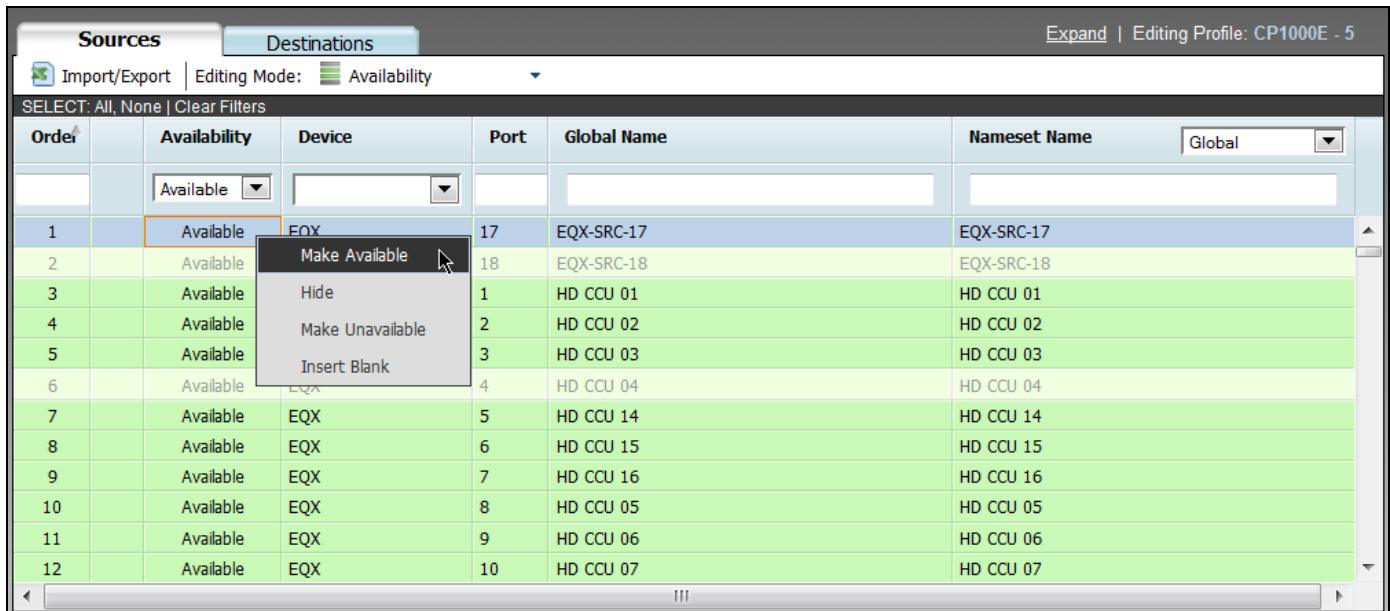 Sources Destinations Expand | Editing Profile: CP1000E - 5
Import/Export Editing Mode: Availability
SELECT: All, None | Clear Filters
Order Availability Device Port Global Name Nameset Name Global
Available
1 Available EQX 17 EQX-SRC-17 EQX-SRC-17
Make Available
2 Available 18 EQX-SRC-18 EQX-SRC-18
Hide
3 Available 1 HD CCU 01 HD CCU 01
4 Available 2 HD CCU 02 HD CCU 02
Make Unavailable
5 Available 3 HD CCU 03 HD CCU 03
Insert Blank
6 Available EQX 4 HD CCU 04 HD CCU 04
7 Available EQX 5 HD CCU 14 HD CCU 14
8 Available EQX 6 HD CCU 15 HD CCU 15
9 Available EQX 7 HD CCU 16 HD CCU 16
10 Available EQX 8 HD CCU 05 HD CCU 05
11 Available EQX 9 HD CCU 06 HD CCU 06
12 Available EQX 10 HD CCU 07 HD CCU 07